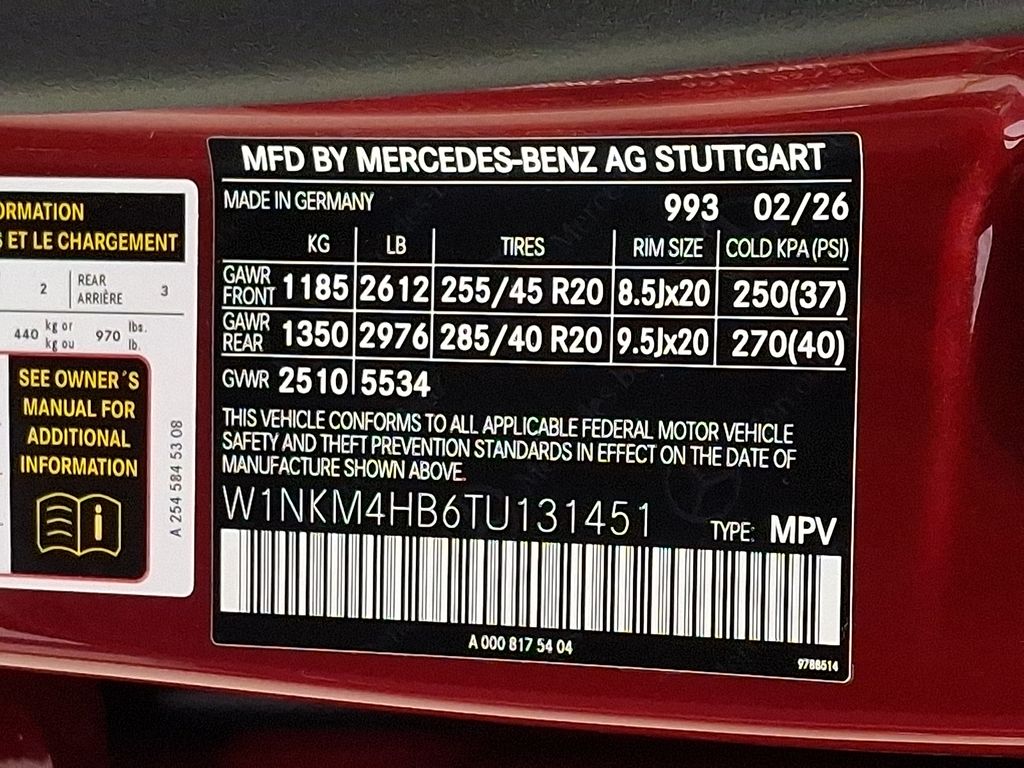 MFD BY MERCEDES-BENZ AG STUTTGART
MADE IN GERMANY 993 02/26
KG LB TIRES RIM SIZE COLD KPA (PSI)
GAWR FRONT 1185 2612 255/45 R20 8.5Jx20 250(37)
GAWR REAR 1350 2976 285/40 R20 9.5Jx20 270(40)
GVWR 2510 5534
THIS VEHICLE CONFORMS TO ALL APPLICABLE FEDERAL MOTOR VEHICLE
SAFETY AND THEFT PREVENTION STANDARDS IN EFFECT ON THE DATE OF
MANUFACTURE SHOWN ABOVE.
W1NKM4HB6TU131451 TYPE: MPV
A 000 817 54 04
9788514
ORMATION
S ET LE CHARGEMENT
2 REAR ARRIÈRE 3
440 kg or kg ou 970 lbs. lb.
SEE OWNER´S
MANUAL FOR
ADDITIONAL
INFORMATION
A 254 584 53 08
BENZ AG STUTTGART